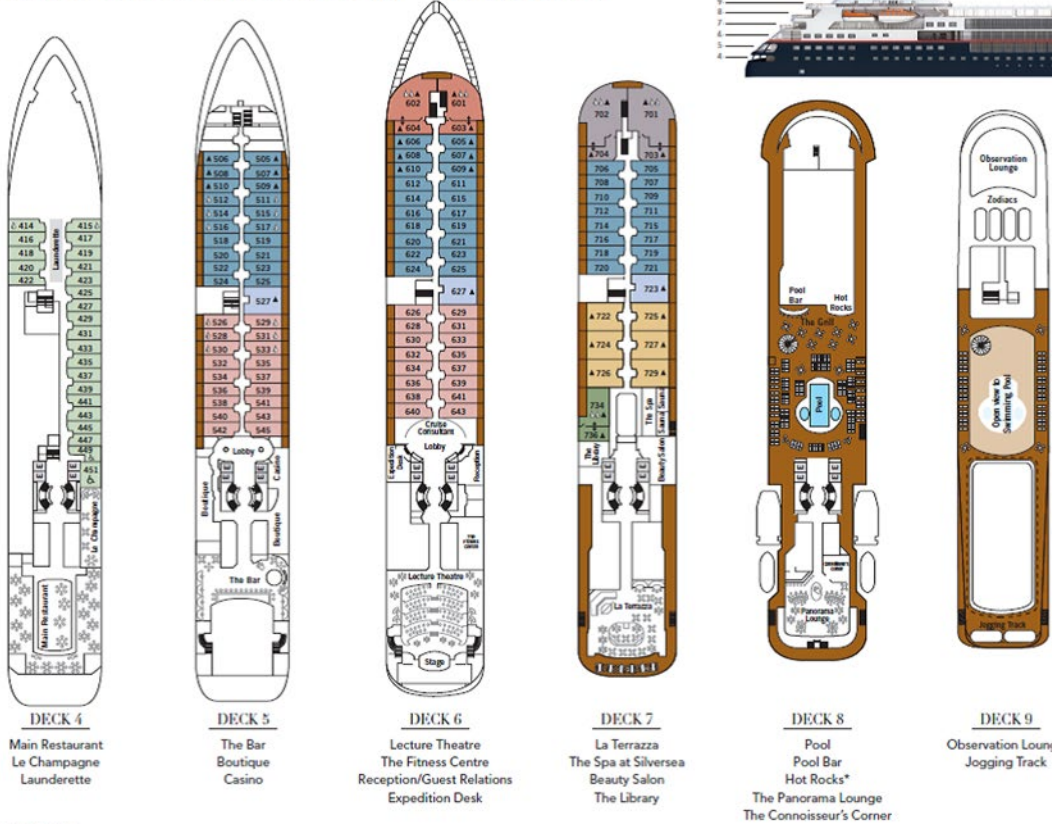 9
8
7
6
5
4
414 415
416 417
418 419
420 421
422 423
425
427
429
431
433
435
437
439
441
443
445
447
449
451
Launderette
Le Champagne
Main Restaurant
506 505
508 507
510 509
512 511
514 515
516 517
518 519
520 521
522 523
524 525
527
526 529
528 531
530 533
532 535
534 537
536 539
538 541
540 543
542 545
Lobby
Boutique
Casino
Boutique
E E
E E
The Bar
602 601
604 603
606 605
608 607
610 609
612 611
614 615
616 617
618 619
620 621
622 623
624 625
627
626 629
628 631
630 633
632 635
634 637
636 639
638 641
640 643
Cruise
Consultant
Lobby
Expedition
Desk
Reception
E E
E E
THE
FITNESS
CENTRE
Lecture Theatre
Stage
702 701
704 703
706 705
708 707
710 709
712 711
714 715
716 717
718 719
720 721
723
722 725
724 727
726 729
734
736
The Spa
Sauna Sauna
The
Library
Beauty Salon
E E
E E
La Terrazza
Pool
Bar
Hot
Rocks
The Grill
Pool
E E
E E
Panorama
Lounge
Observation
Lounge
Zodiacs
Open view to
Swimming Pool
Jogging Track
DECK 4
Main Restaurant
Le Champagne
Launderette
DECK 5
The Bar
Boutique
Casino
DECK 6
Lecture Theatre
The Fitness Centre
Reception/Guest Relations
Expedition Desk
DECK 7
La Terrazza
The Spa at Silversea
Beauty Salon
The Library
DECK 8
Pool
Pool Bar
Hot Rocks*
The Panorama Lounge
The Connoisseur's Corner
DECK 9
Observation Loung
Jogging Track